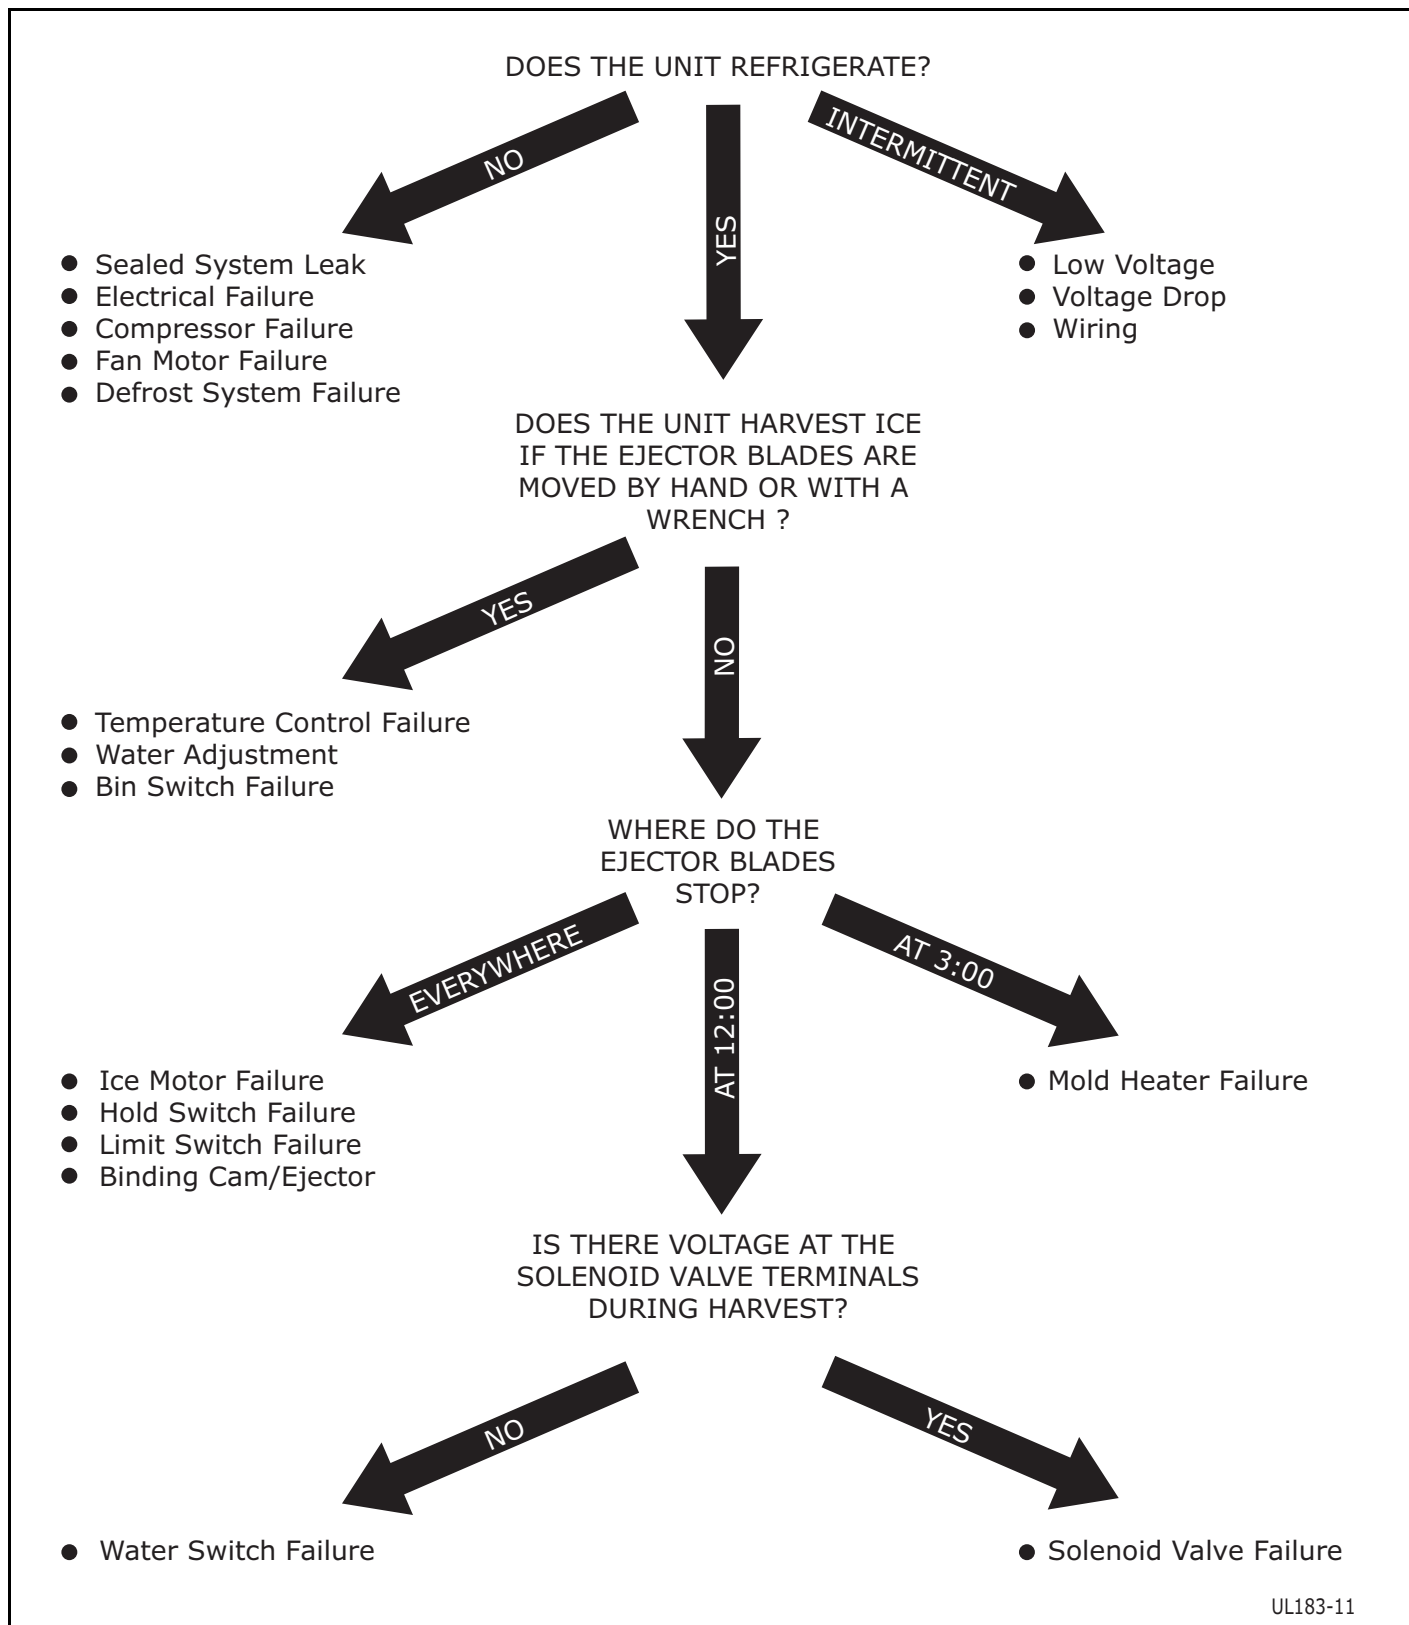 DOES THE UNIT REFRIGERATE?
NO
YES
INTERMITTENT
● Sealed System Leak
● Electrical Failure
● Compressor Failure
● Fan Motor Failure
● Defrost System Failure
● Low Voltage
● Voltage Drop
● Wiring
DOES THE UNIT HARVEST ICE
IF THE EJECTOR BLADES ARE
MOVED BY HAND OR WITH A
WRENCH ?
YES
NO
● Temperature Control Failure
● Water Adjustment
● Bin Switch Failure
WHERE DO THE
EJECTOR BLADES
STOP?
EVERYWHERE
AT 12:00
AT 3:00
● Ice Motor Failure
● Hold Switch Failure
● Limit Switch Failure
● Binding Cam/Ejector
● Mold Heater Failure
IS THERE VOLTAGE AT THE
SOLENOID VALVE TERMINALS
DURING HARVEST?
NO
YES
● Water Switch Failure
● Solenoid Valve Failure
UL183-11